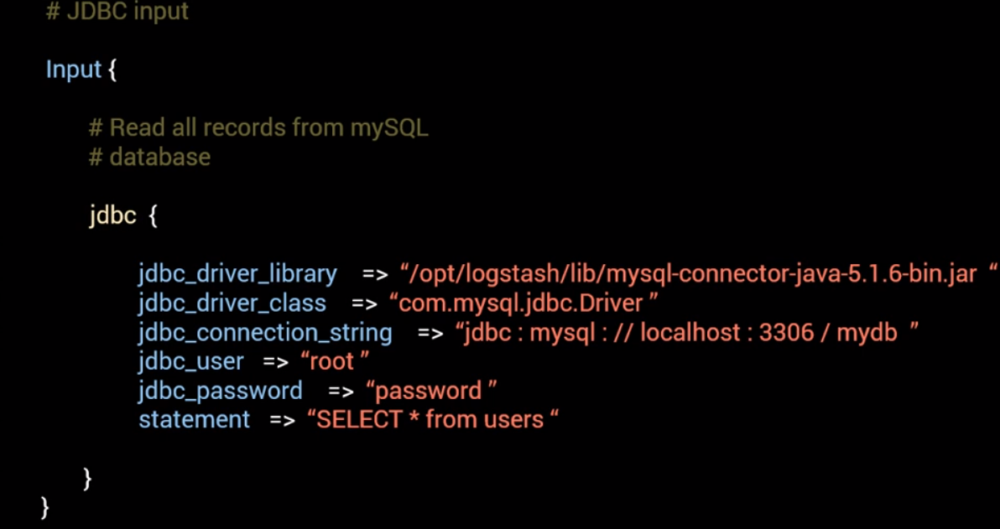 # JDBC input
Input {
# Read all records from mySQL
# database
jdbc {
jdbc_driver_library => “/opt/logstash/lib/mysql-connector-java-5.1.6-bin.jar “
jdbc_driver_class => “com.mysql.jdbc.Driver ”
jdbc_connection_string => “jdbc : mysql : // localhost : 3306 / mydb ”
jdbc_user => “root ”
jdbc_password => “password ”
statement => “SELECT * from users “
}
}